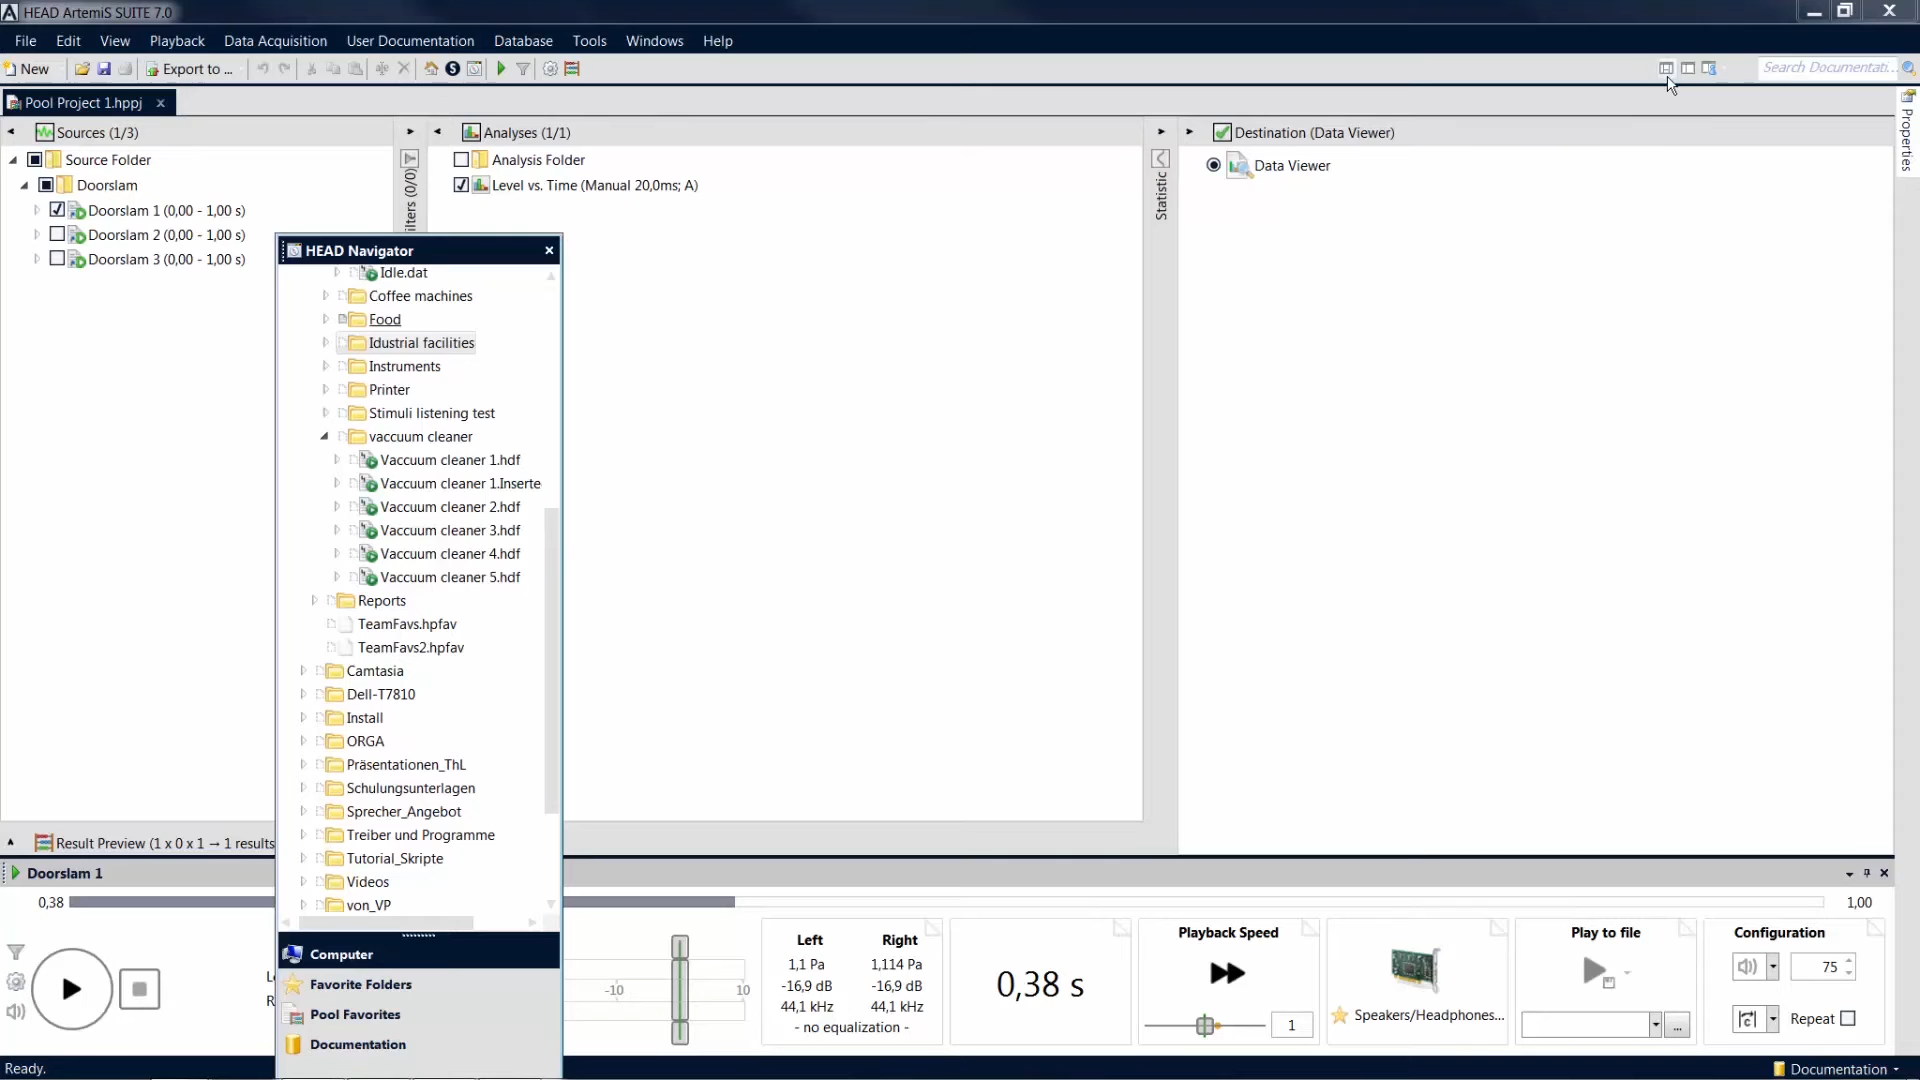 HEAD ArtemiS SUITE 7.0
File Edit View Playback Data Acquisition User Documentation Database Tools Windows Help
New Export to ... Search Documentati...
Pool Project 1.hppj
Properties
Sources (1/3)
Source Folder
Doorslam
Doorslam 1 (0,00 - 1,00 s)
Doorslam 2 (0,00 - 1,00 s)
Doorslam 3 (0,00 - 1,00 s)
ilters (0/0)
Analyses (1/1)
Analysis Folder
Level vs. Time (Manual 20,0ms; A)
Statistic
Destination (Data Viewer)
Data Viewer
HEAD Navigator
Idle.dat
Coffee machines
Food
Idustrial facilities
Instruments
Printer
Stimuli listening test
vaccuum cleaner
Vaccuum cleaner 1.hdf
Vaccuum cleaner 1.Inserte
Vaccuum cleaner 2.hdf
Vaccuum cleaner 3.hdf
Vaccuum cleaner 4.hdf
Vaccuum cleaner 5.hdf
Reports
TeamFavs.hpfav
TeamFavs2.hpfav
Camtasia
Dell-T7810
Install
ORGA
Präsentationen_ThL
Schulungsunterlagen
Sprecher_Angebot
Treiber und Programme
Tutorial_Skripte
Videos
von_VP
Computer
Favorite Folders
Pool Favorites
Documentation
Result Preview (1 x 0 x 1 → 1 results
Doorslam 1
0,38 1,00
L
R
-10 10
Left Right
1,1 Pa 1,114 Pa
-16,9 dB -16,9 dB
44,1 kHz 44,1 kHz
- no equalization -
0,38 s
Playback Speed
1
Speakers/Headphones...
Play to file
...
Configuration
75
Repeat
Ready.
Documentation